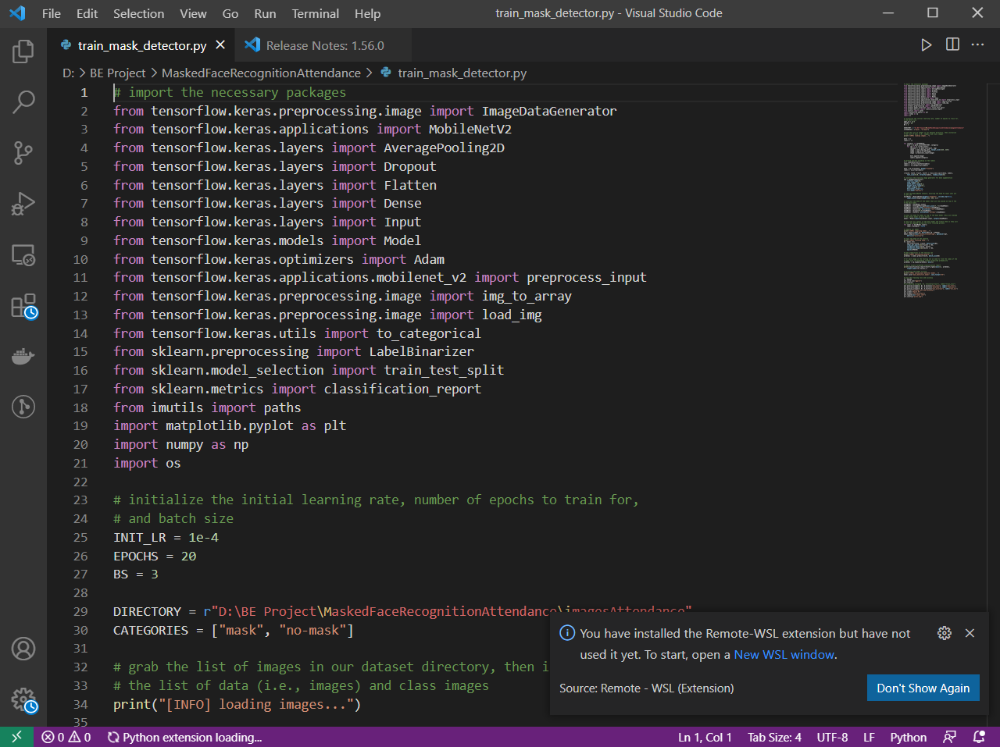 File Edit Selection View Go Run Terminal Help train_mask_detector.py - Visual Studio Code
train_mask_detector.py Release Notes: 1.56.0
D: > BE Project > MaskedFaceRecognitionAttendance > train_mask_detector.py
1 # import the necessary packages
2 from tensorflow.keras.preprocessing.image import ImageDataGenerator
3 from tensorflow.keras.applications import MobileNetV2
4 from tensorflow.keras.layers import AveragePooling2D
5 from tensorflow.keras.layers import Dropout
6 from tensorflow.keras.layers import Flatten
7 from tensorflow.keras.layers import Dense
8 from tensorflow.keras.layers import Input
9 from tensorflow.keras.models import Model
10 from tensorflow.keras.optimizers import Adam
11 from tensorflow.keras.applications.mobilenet_v2 import preprocess_input
12 from tensorflow.keras.preprocessing.image import img_to_array
13 from tensorflow.keras.preprocessing.image import load_img
14 from tensorflow.keras.utils import to_categorical
15 from sklearn.preprocessing import LabelBinarizer
16 from sklearn.model_selection import train_test_split
17 from sklearn.metrics import classification_report
18 from imutils import paths
19 import matplotlib.pyplot as plt
20 import numpy as np
21 import os
22
23 # initialize the initial learning rate, number of epochs to train for,
24 # and batch size
25 INIT_LR = 1e-4
26 EPOCHS = 20
27 BS = 3
28
29 DIRECTORY = r"D:\BE Project\MaskedFaceRecognitionAttendance\imagesAttendance"
30 CATEGORIES = ["mask", "no-mask"]
31
32 # grab the list of images in our dataset directory, then i
33 # the list of data (i.e., images) and class images
34 print("[INFO] loading images...")
35
You have installed the Remote-WSL extension but have not
used it yet. To start, open a New WSL window.
Source: Remote - WSL (Extension) Don't Show Again
0 0 Python extension loading... Ln 1, Col 1 Tab Size: 4 UTF-8 LF Python